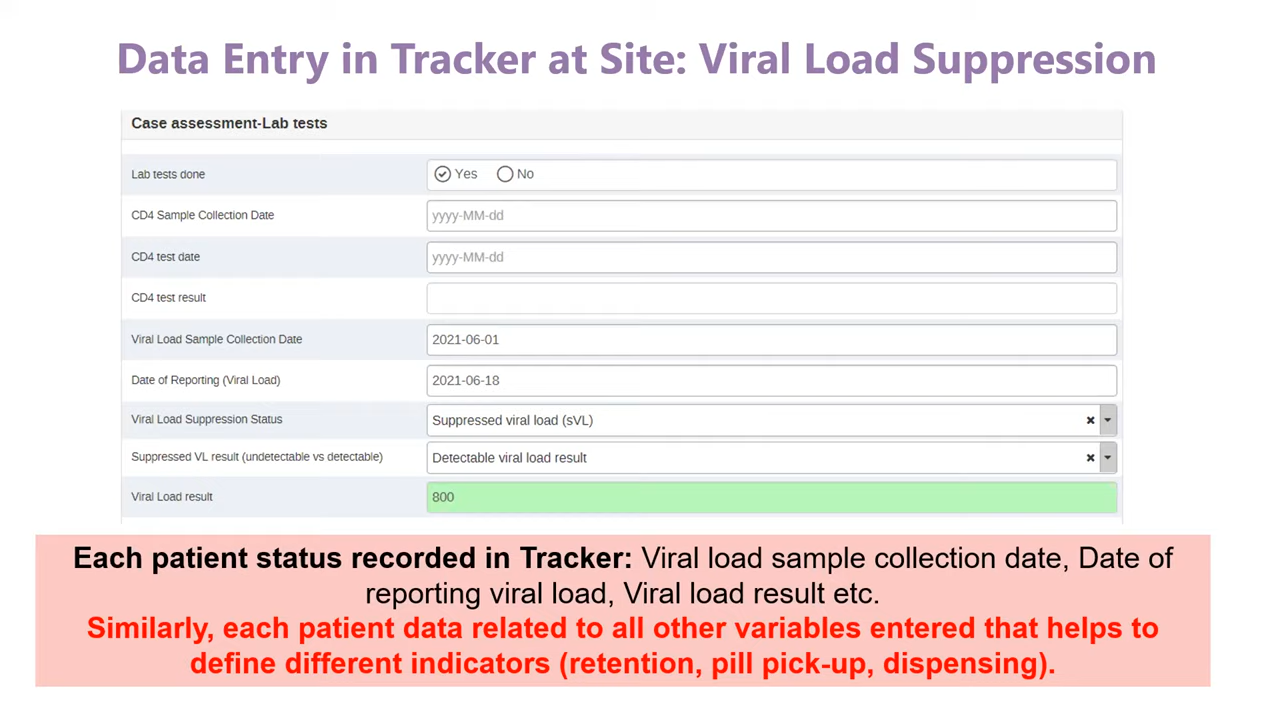 Data Entry in Tracker at Site: Viral Load Suppression
Case assessment-Lab tests
Lab tests done Yes No
CD4 Sample Collection Date yyyy-MM-dd
CD4 test date yyyy-MM-dd
CD4 test result
Viral Load Sample Collection Date 2021-06-01
Date of Reporting (Viral Load) 2021-06-18
Viral Load Suppression Status Suppressed viral load (sVL)
Suppressed VL result (undetectable vs detectable) Detectable viral load result
Viral Load result 800
Each patient status recorded in Tracker: Viral load sample collection date, Date of
reporting viral load, Viral load result etc.
Similarly, each patient data related to all other variables entered that helps to
define different indicators (retention, pill pick-up, dispensing).